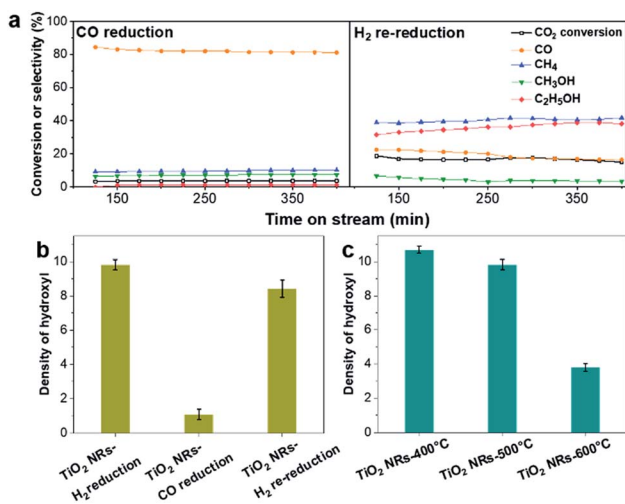 a
CO reduction
H₂ re-reduction
CO₂ conversion
CO
CH₄
CH₃OH
C₂H₅OH
Conversion or selectivity (%)
100
80
60
40
20
0
150 250 350 150 250 350
Time on stream (min)
b
Density of hydroxyl
10
8
6
4
2
0
TiO₂ NRs-
H₂ reduction
TiO₂ NRs-
CO reduction
TiO₂ NRs-
H₂ re-reduction
c
Density of hydroxyl
10
8
6
4
2
0
TiO₂ NRs-400°C
TiO₂ NRs-500°C
TiO₂ NRs-600°C